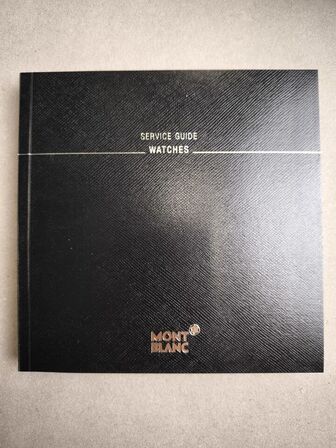 SERVICE GUIDE
WATCHES
MONT
BLANC